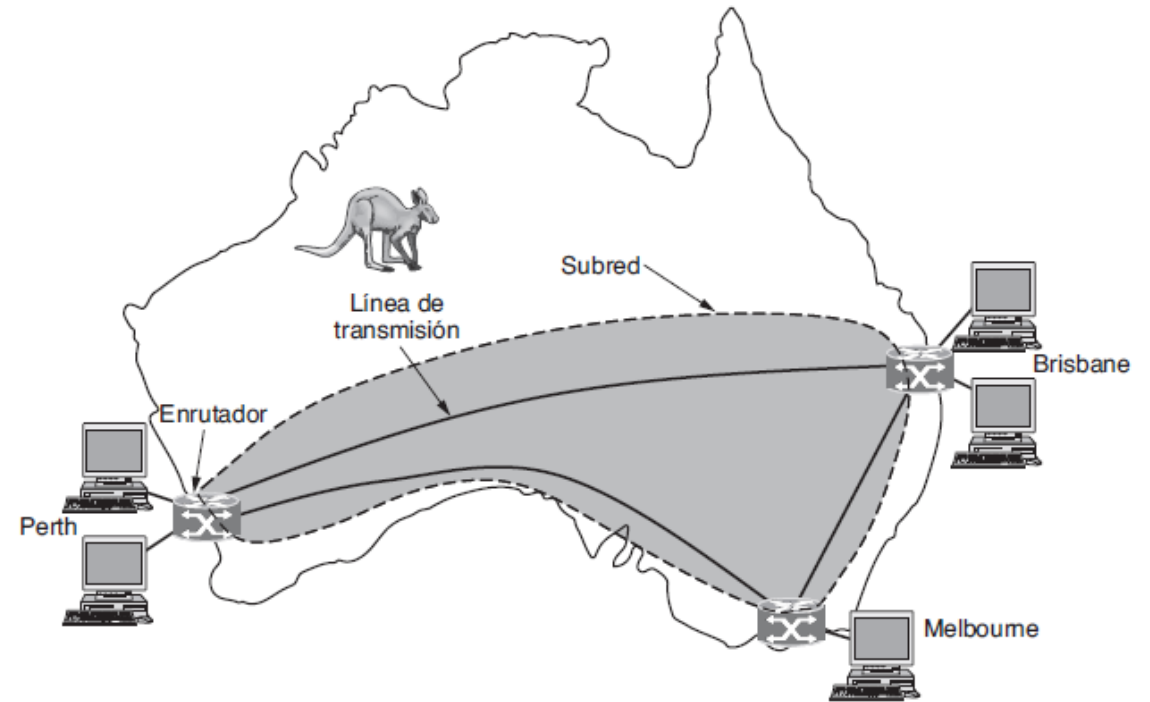 Subred
Línea de
transmisión
Brisbane
Enrutador
Perth
Melbourne